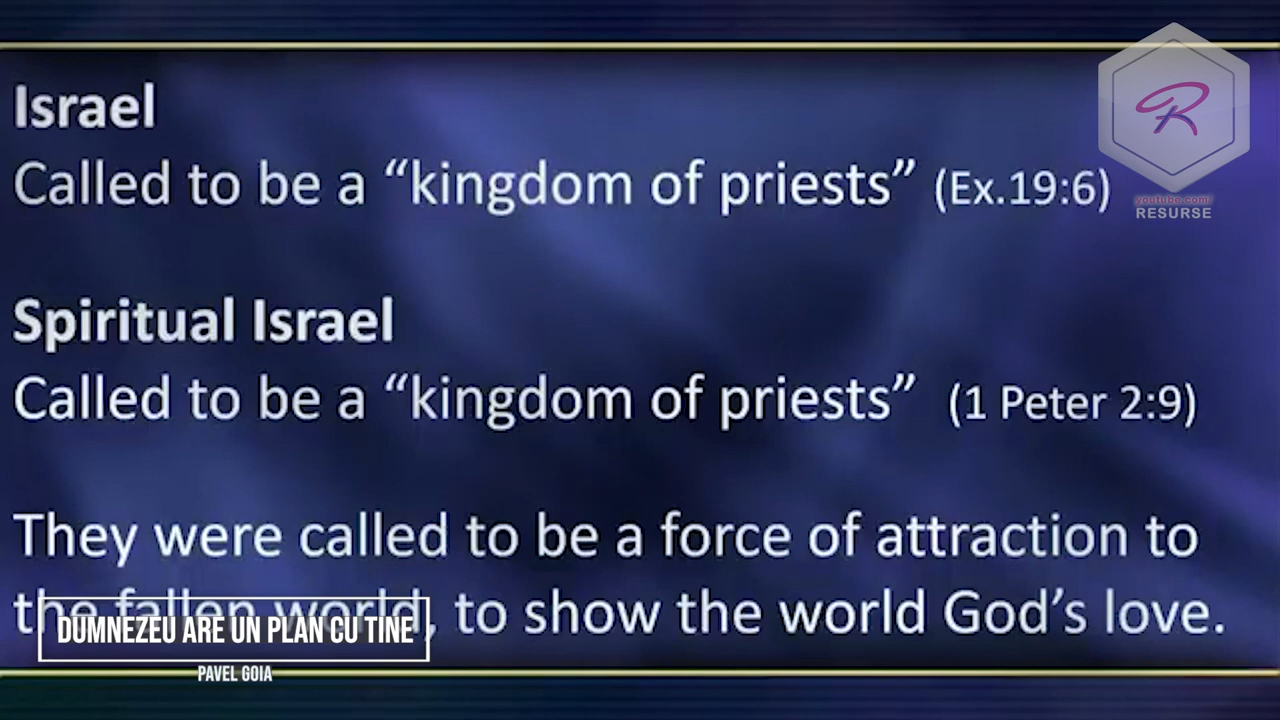 Israel
Called to be a “kingdom of priests” (Ex.19:6)
Spiritual Israel
Called to be a “kingdom of priests” (1 Peter 2:9)
They were called to be a force of attraction to
the fallen world, to show the world God’s love.
DUMNEZEU ARE UN PLAN CU TINE
PAVEL GOIA
R
youtube.com/
RESURSE